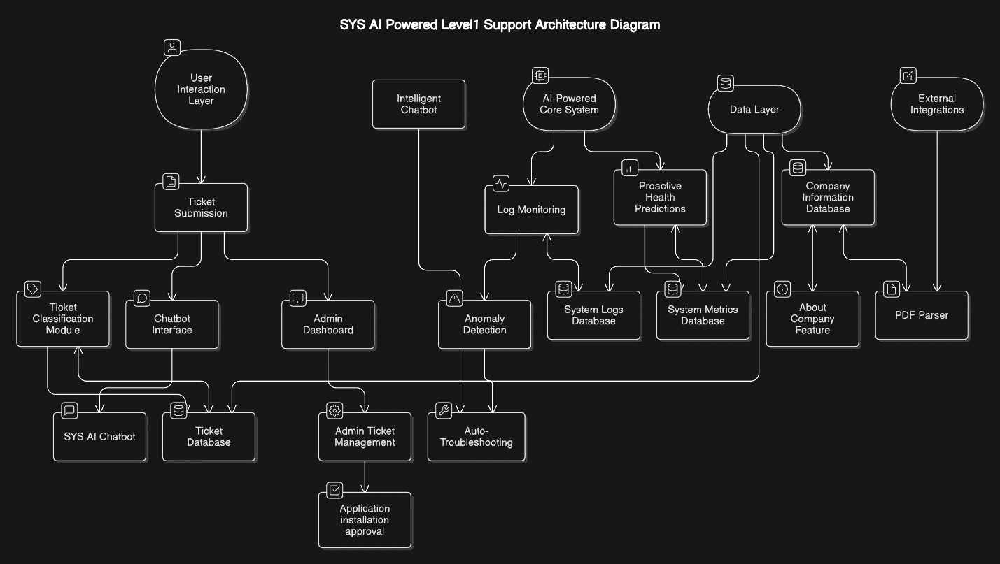 SYS AI Powered Level1 Support Architecture Diagram
User
Interaction
Layer
Intelligent
Chatbot
AI-Powered
Core System
Data Layer
External
Integrations
Ticket
Submission
Log Monitoring
Proactive
Health
Predictions
Company
Information
Database
Ticket
Classification
Module
Chatbot
Interface
Admin
Dashboard
Anomaly
Detection
System Logs
Database
System Metrics
Database
About
Company
Feature
PDF Parser
SYS AI Chatbot
Ticket
Database
Admin Ticket
Management
Auto-
Troubleshooting
Application
installation
approval